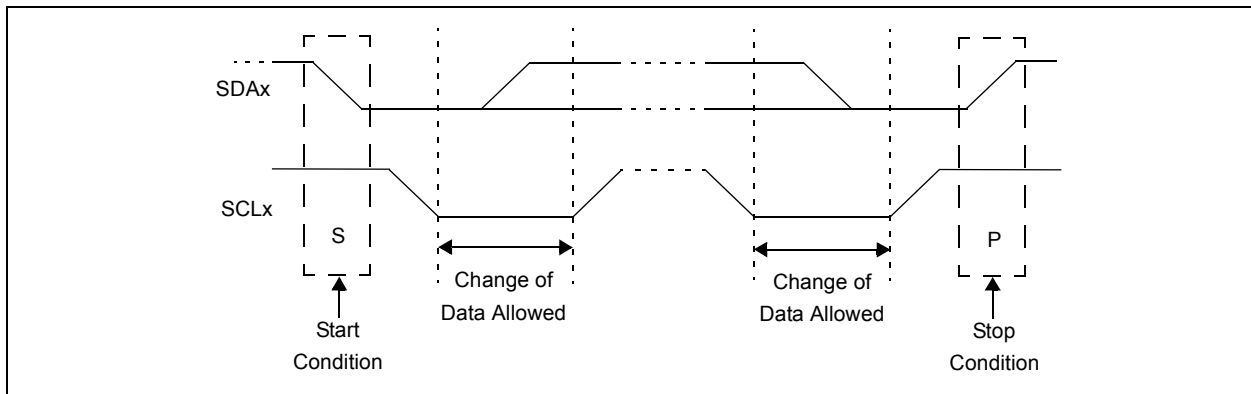 SDAx
SCLx
S
P
Change of
Data Allowed
Change of
Data Allowed
Start
Condition
Stop
Condition